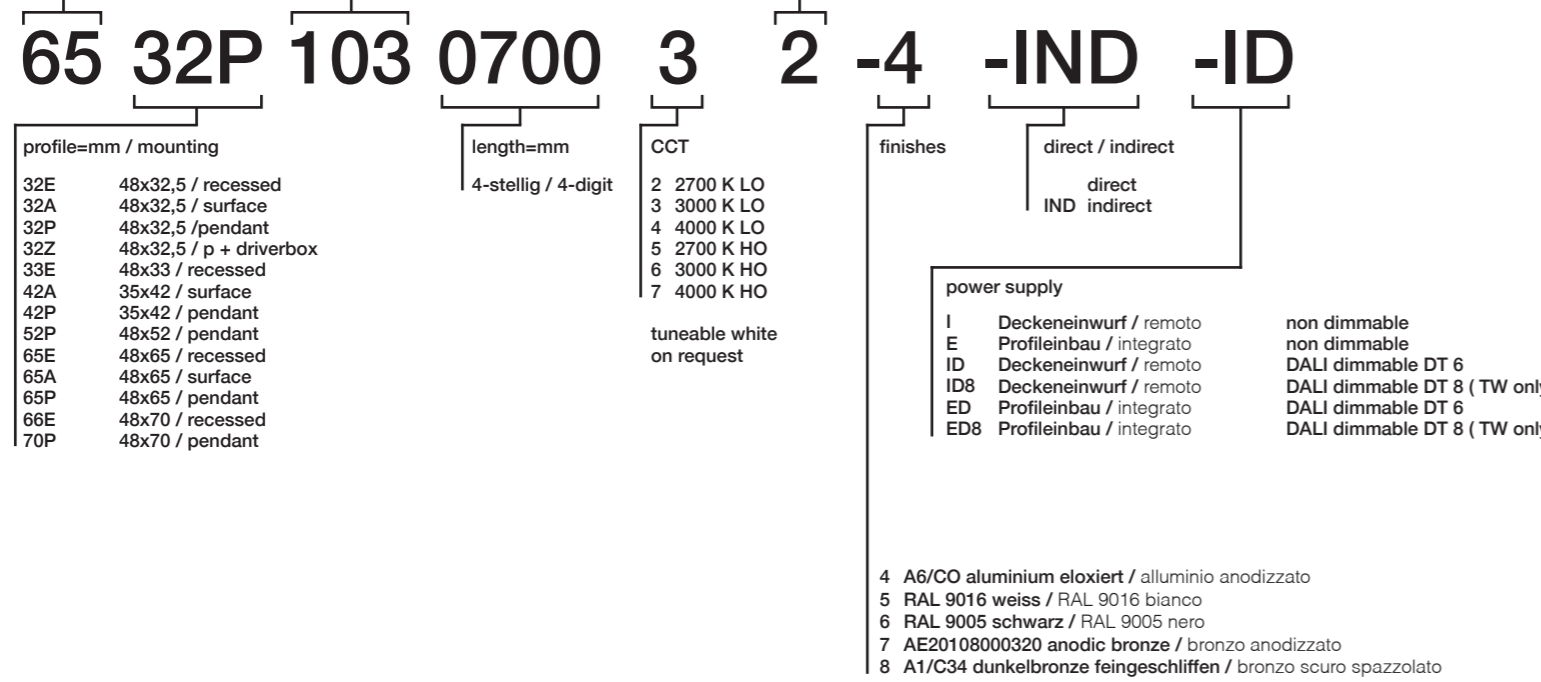 65 32P 103 0700 3 2 -4 -IND -ID
profile=mm / mounting
32E 48x32,5 / recessed
32A 48x32,5 / surface
32P 48x32,5 /pendant
32Z 48x32,5 / p + driverbox
33E 48x33 / recessed
42A 35x42 / surface
42P 35x42 / pendant
52P 48x52 / pendant
65E 48x65 / recessed
65A 48x65 / surface
65P 48x65 / pendant
66E 48x70 / recessed
70P 48x70 / pendant
length=mm
4-stellig / 4-digit
CCT
2 2700 K LO
3 3000 K LO
4 4000 K LO
5 2700 K HO
6 3000 K HO
7 4000 K HO
tuneable white
on request
finishes
direct / indirect
direct
IND indirect
power supply
I Deckeneinwurf / remoto non dimmable
E Profileinbau / integrato non dimmable
ID Deckeneinwurf / remoto DALI dimmable DT 6
ID8 Deckeneinwurf / remoto DALI dimmable DT 8 ( TW only
ED Profileinbau / integrato DALI dimmable DT 6
ED8 Profileinbau / integrato DALI dimmable DT 8 ( TW only
4 A6/CO aluminium eloxiert / alluminio anodizzato
5 RAL 9016 weiss / RAL 9016 bianco
6 RAL 9005 schwarz / RAL 9005 nero
7 AE20108000320 anodic bronze / bronzo anodizzato
8 A1/C34 dunkelbronze feingeschliffen / bronzo scuro spazzolato